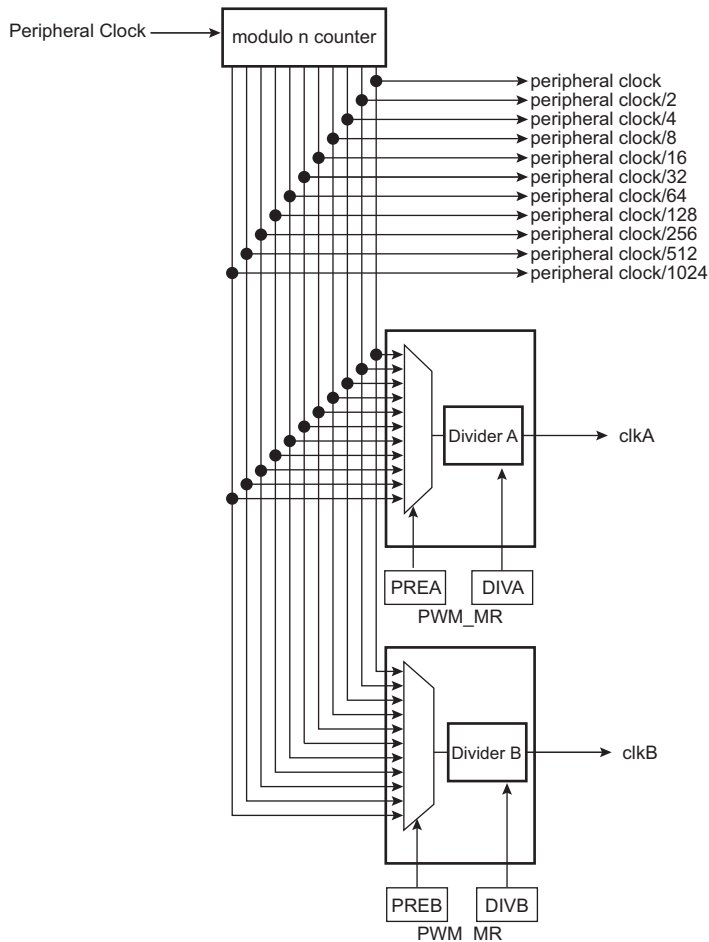 Peripheral Clock
modulo n counter
peripheral clock
peripheral clock/2
peripheral clock/4
peripheral clock/8
peripheral clock/16
peripheral clock/32
peripheral clock/64
peripheral clock/128
peripheral clock/256
peripheral clock/512
peripheral clock/1024
Divider A
clkA
PREA
DIVA
PWM_MR
Divider B
clkB
PREB
DIVB
PWM_MR